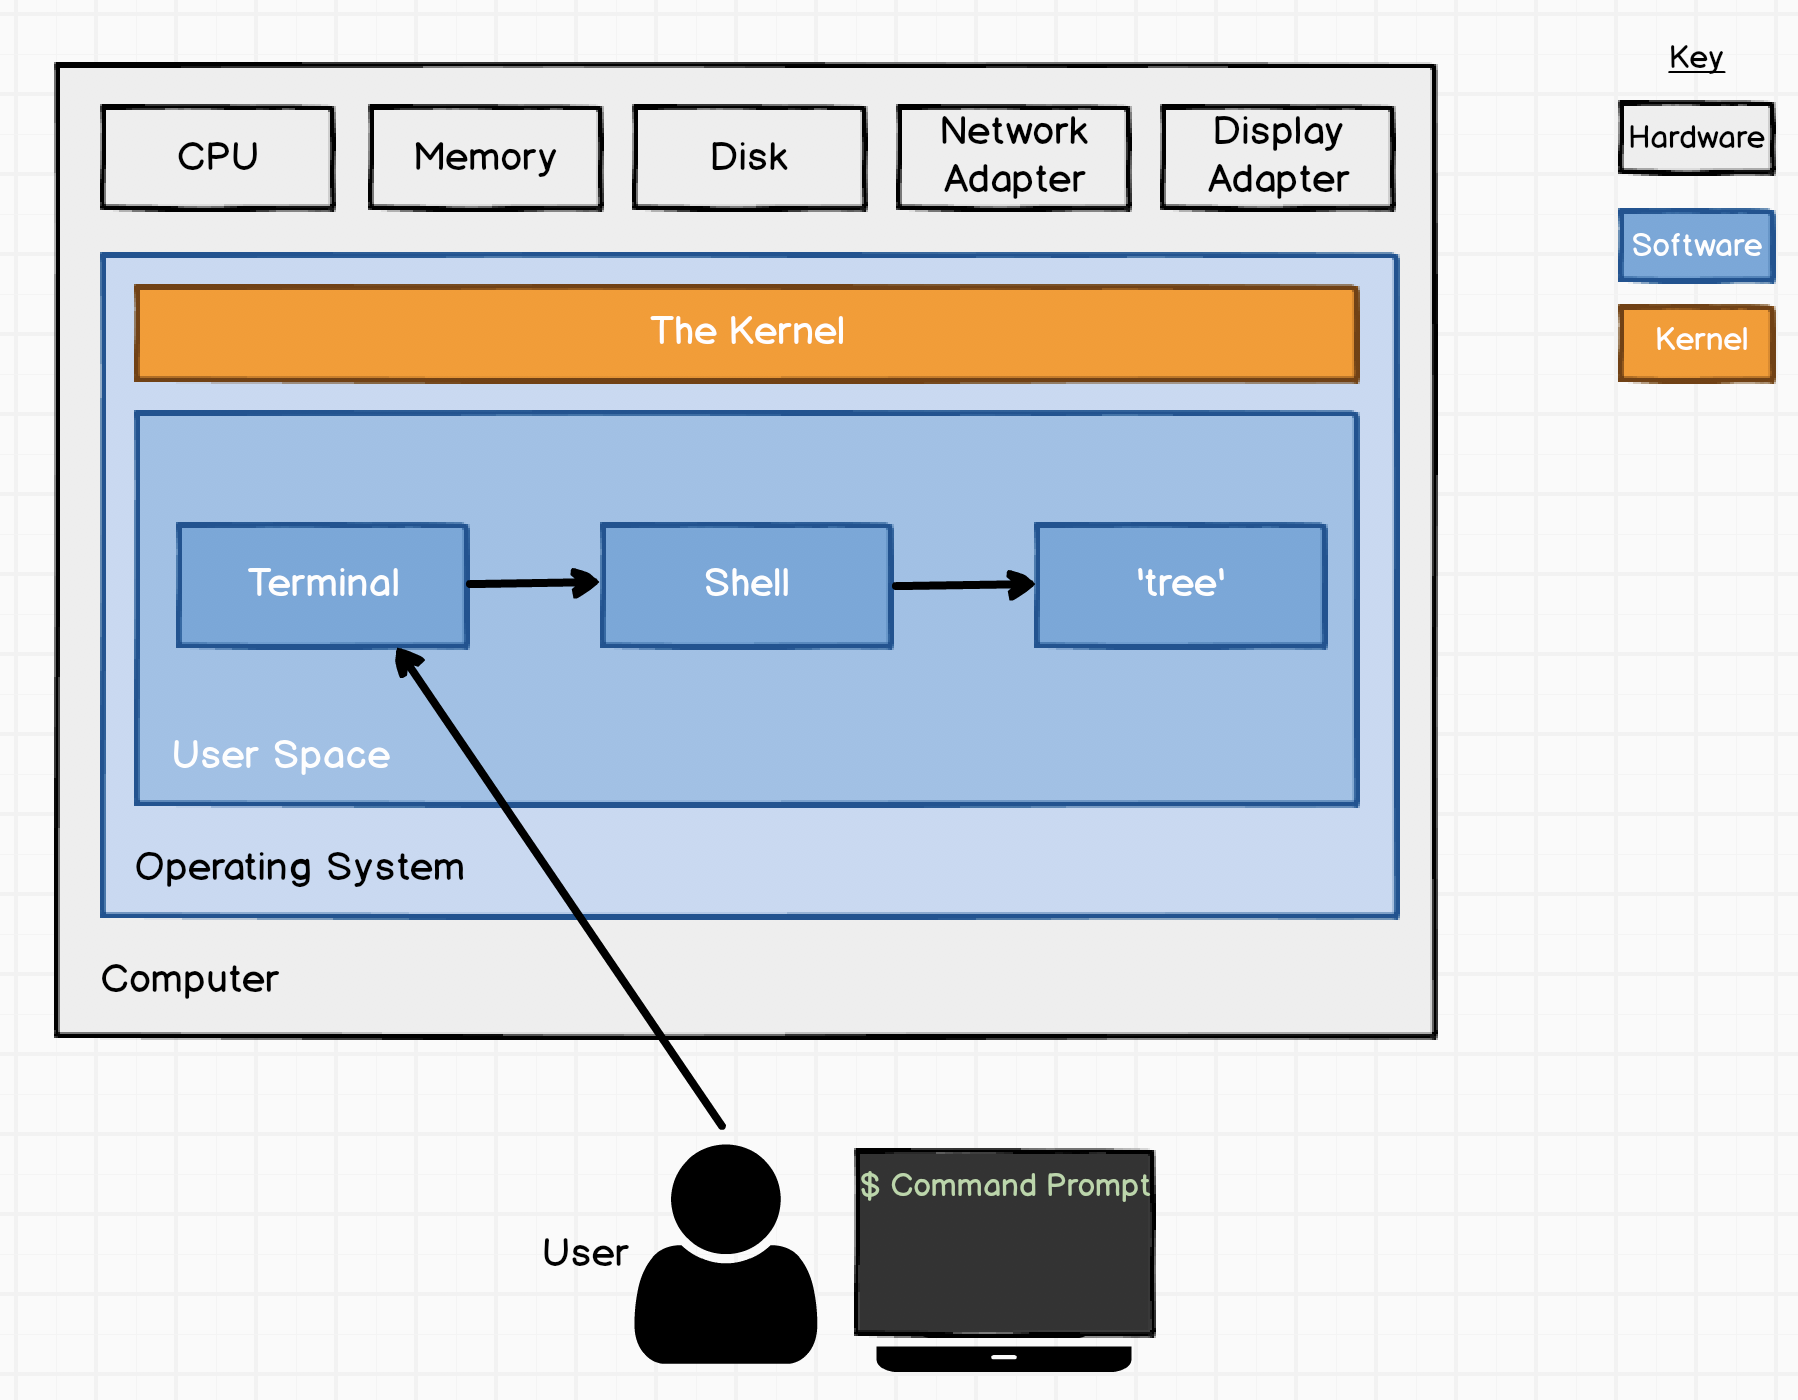 Key
CPU
Memory
Disk
Network
Adapter
Display
Adapter
Hardware
Software
Kernel
The Kernel
Terminal
Shell
'tree'
User Space
Operating System
Computer
$ Command Prompt
User